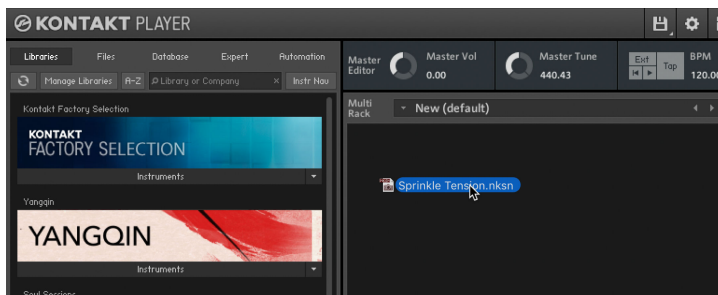 KONTAKT PLAYER
Libraries Files Database Expert Automation
Manage Libraries A-Z Library or Company × Instr Nav
Kontakt Factory Selection
KONTAKT
FACTORY SELECTION
Instruments
Yangqin
YANGQIN
Instruments
Soul Sessions
Master
Editor
Master Vol
0.00
Master Tune
440.43
Ext
Tap
BPM
120.00
Multi
Rack
New (default)
Sprinkle Tension.nksn